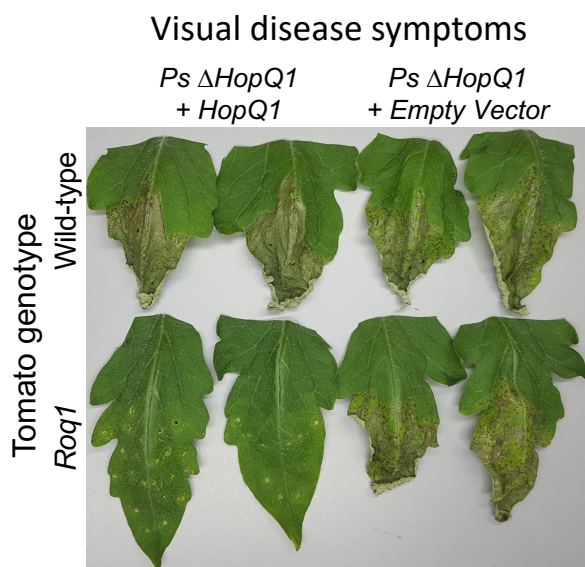 Visual disease symptoms
Ps ΔHopQ1
+ HopQ1
Ps ΔHopQ1
+ Empty Vector
Tomato genotype
Wild-type
Roq1